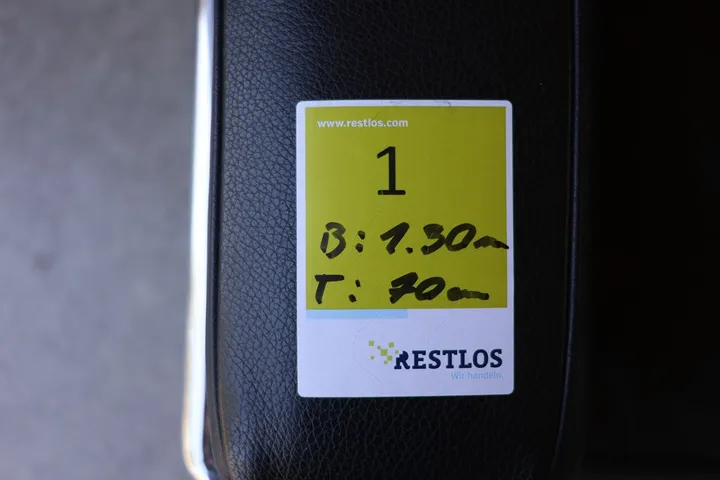 www.restlos.com
1
B: 1.30m
T: 70cm
RESTLOS
Wir handeln.